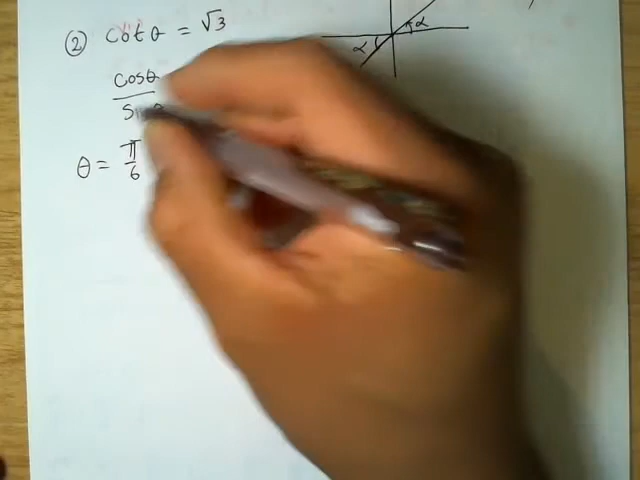 ② cot θ = √3
α
α
cosθ
θ = π/6